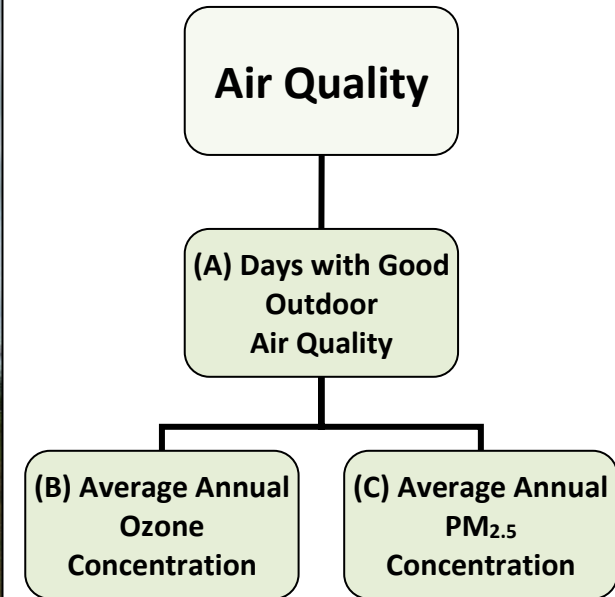 Air Quality
(A) Days with Good
Outdoor
Air Quality
(B) Average Annual
Ozone
Concentration
(C) Average Annual
PM2.5
Concentration